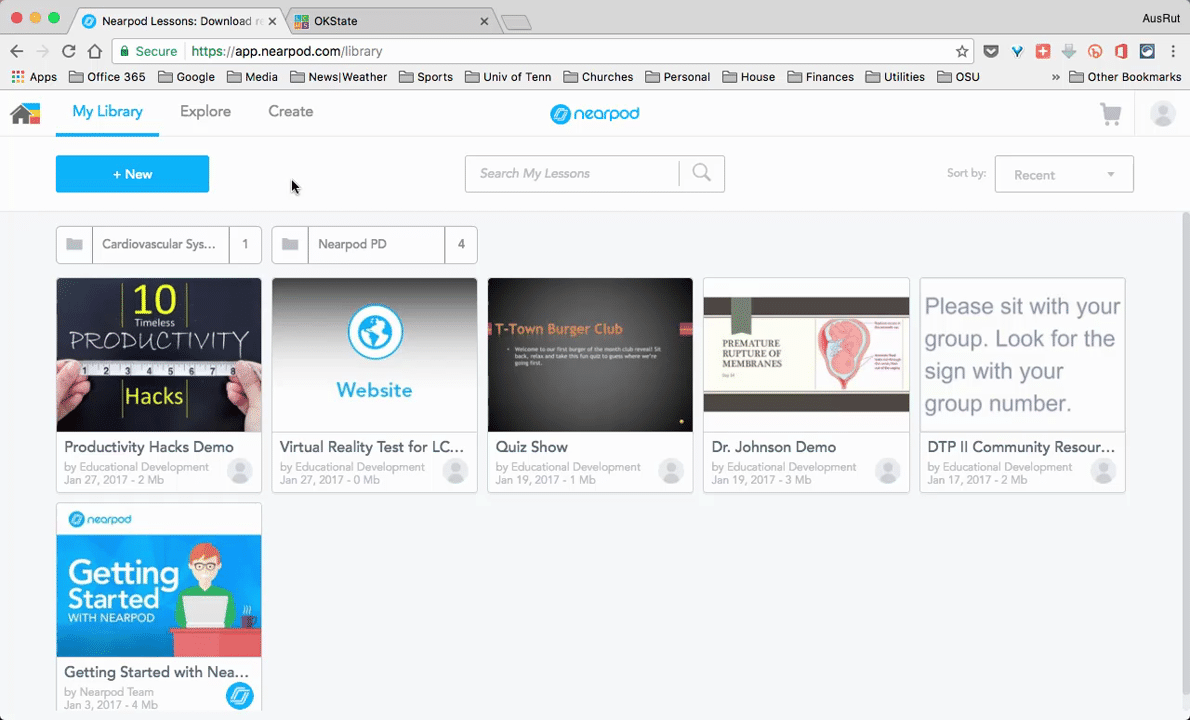 Nearpod Lessons: Download re
OKState
AusRut
Secure https://app.nearpod.com/library
Apps Office 365 Google Media News|Weather Sports Univ of Tenn Churches Personal House Finances Utilities OSU » Other Bookmarks
My Library Explore Create nearpod
+ New Search My Lessons Sort by: Recent
Cardiovascular Sys... 1 Nearpod PD 4
10
Timeless
PRODUCTIVITY
1 2 3 4 5 6 7 8
Hacks
Productivity Hacks Demo
by Educational Development
Jan 27, 2017 - 2 Mb
Website
Virtual Reality Test for LC...
by Educational Development
Jan 27, 2017 - 0 Mb
T-Town Burger Club
Welcome to our first burger of the month club reveal! Sit
back, relax and take this fun quiz to guess where we're
going first.
Quiz Show
by Educational Development
Jan 19, 2017 - 1 Mb
PREMATURE
RUPTURE OF
MEMBRANES
Dr. Johnson Demo
by Educational Development
Jan 19, 2017 - 3 Mb
Please sit with your
group. Look for the
sign with your
group number.
DTP II Community Resour...
by Educational Development
Jan 17, 2017 - 2 Mb
nearpod
Getting
Started
WITH NEARPOD
Getting Started with Nea...
by Nearpod Team
Jan 3, 2017 - 4 Mb